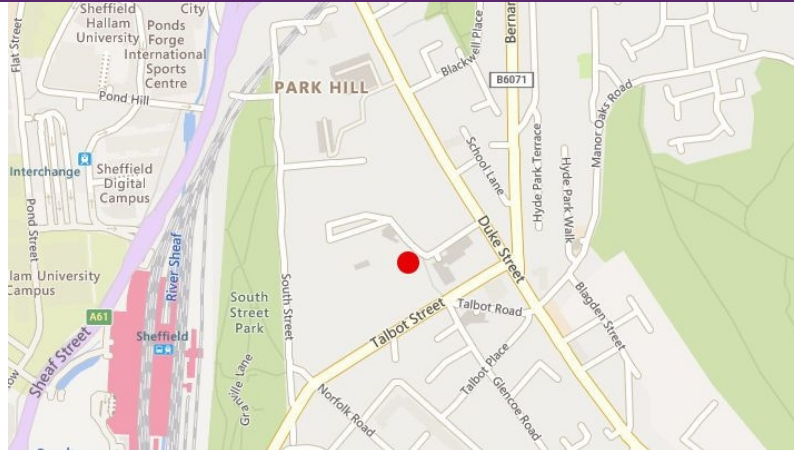 Sheffield
Hallam
University
City
Ponds
Forge
International
Sports
Centre
Flat Street
Pond Hill
PARK HILL
Blackwell Place
Bernar
B6071
Manor Oaks Road
School Lane
Hyde Park Terrace
Hyde Park Walk
Interchange
Sheffield
Digital
Campus
Pond Street
River Sheaf
lam University
Campus
South Street
South
Street
Park
Duke Street
A61
Sheffield
Sheaf Street
Talbot Street
Talbot Road
Blagden Street
Talbot Place
Granville Lane
Norfolk Road
Glencoe Road